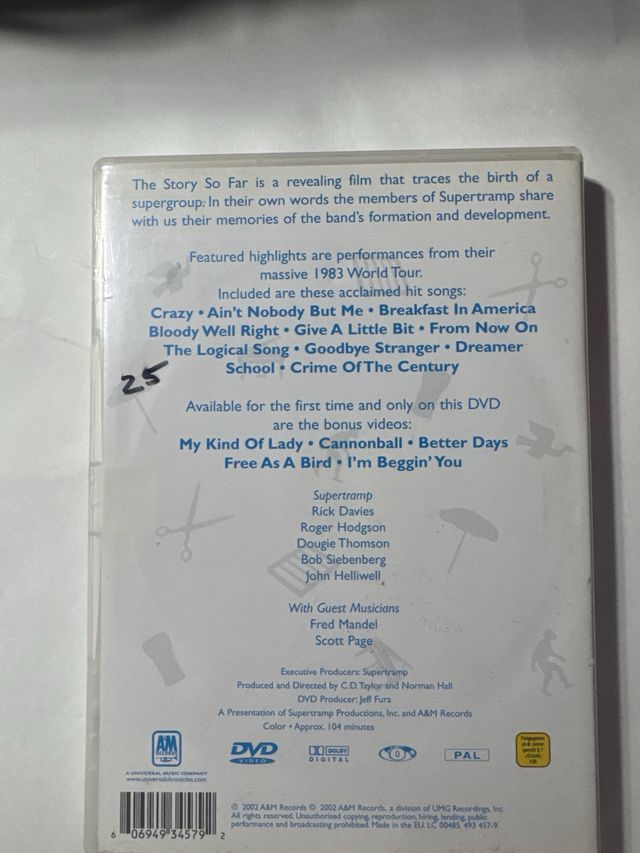 The Story So Far is a revealing film that traces the birth of a
supergroup. In their own words the members of Supertramp share
with us their memories of the band's formation and development.
Featured highlights are performances from their
massive 1983 World Tour.
Included are these acclaimed hit songs:
Crazy • Ain't Nobody But Me • Breakfast In America
Bloody Well Right • Give A Little Bit • From Now On
The Logical Song • Goodbye Stranger • Dreamer
School • Crime Of The Century
25
Available for the first time and only on this DVD
are the bonus videos:
My Kind Of Lady • Cannonball • Better Days
Free As A Bird • I'm Beggin' You
Supertramp
Rick Davies
Roger Hodgson
Dougie Thomson
Bob Siebenberg
John Helliwell
With Guest Musicians
Fred Mandel
Scott Page
Executive Producers: Supertramp
Produced and Directed by C.D. Taylor and Norman Hall
DVD Producer: Jeff Fura
A Presentation of Supertramp Productions, Inc. and A&M Records
Color • Approx. 104 minutes
A&M
RECORDS
DVD
VIDEO
DOLBY
DIGITAL
0
PAL
Freigegeben
A UNIVERSAL MUSIC COMPANY
www.universalchronicles.com
6 06949 34579 2
℗ 2002 A&M Records © 2002 A&M Records, a division of UMG Recordings, Inc.
All rights reserved. Unauthorised copying, reproduction, hiring, lending, public
performance and broadcasting prohibited. Made in the EU. LC 00485. 493 457-9.